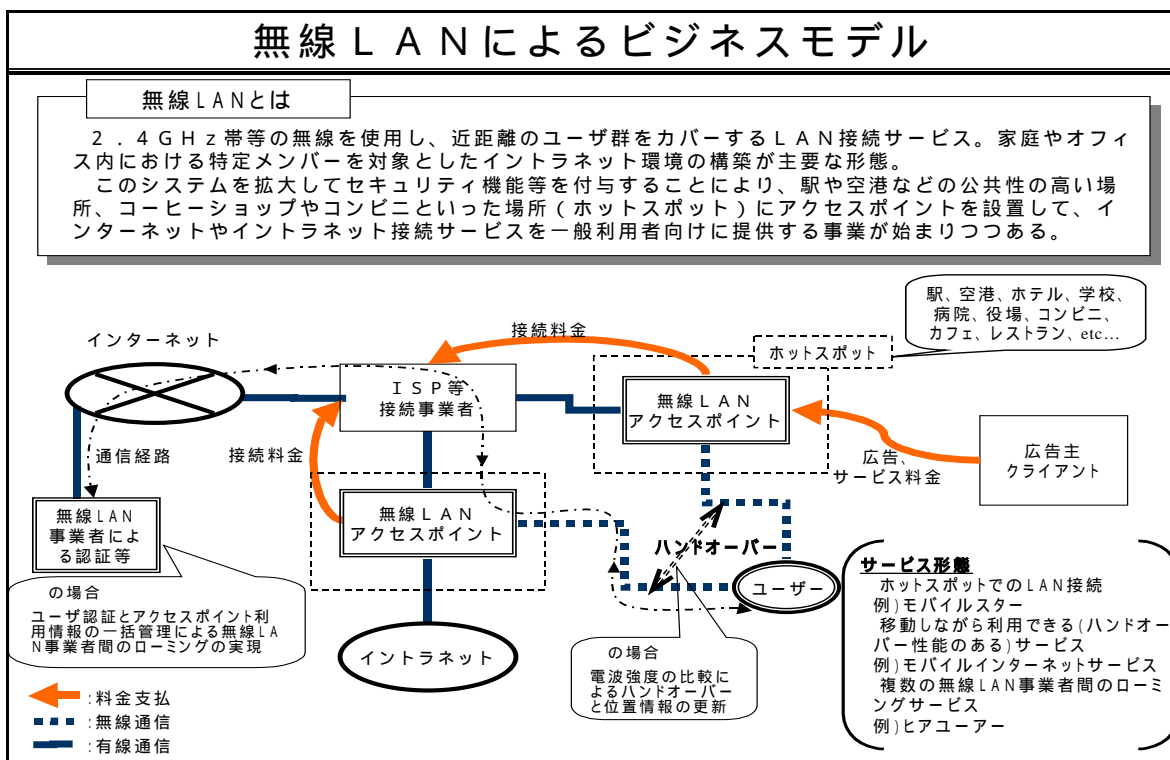 無線ＬＡＮによるビジネスモデル
無線LANとは
２．４ＧＨｚ帯等の無線を使用し、近距離のユーザ群をカバーするＬＡＮ接続サービス。家庭やオフィ
ス内における特定メンバーを対象としたイントラネット環境の構築が主要な形態。
このシステムを拡大してセキュリティ機能等を付与することにより、駅や空港などの公共性の高い場
所、コーヒーショップやコンビニといった場所（ホットスポット）にアクセスポイントを設置して、イ
ンターネットやイントラネット接続サービスを一般利用者向けに提供する事業が始まりつつある。
駅、空港、ホテル、学校、
病院、役場、コンビニ、
カフェ、レストラン、etc…
ホットスポット
接続料金
インターネット
ＩＳＰ等
接続事業者
無線ＬＡＮ
アクセスポイント
広告主
クライアント
広告、
サービス料金
通信経路
接続料金
無線LAN
事業者によ
る認証等
無線ＬＡＮ
アクセスポイント
ハンドオーバー
ユーザー
の場合
ユーザ認証とアクセスポイント利
用情報の一括管理による無線LA
N事業者間のローミングの実現
イントラネット
の場合
電波強度の比較に
よるハンドオーバー
と位置情報の更新
サービス形態
ホットスポットでのLAN接続
例)モバイルスター
移動しながら利用できる(ハンドオー
バー性能のある)サービス
例)モバイルインターネットサービス
複数の無線LAN事業者間のローミ
ングサービス
例)ヒアユーアー
:料金支払
:無線通信
:有線通信